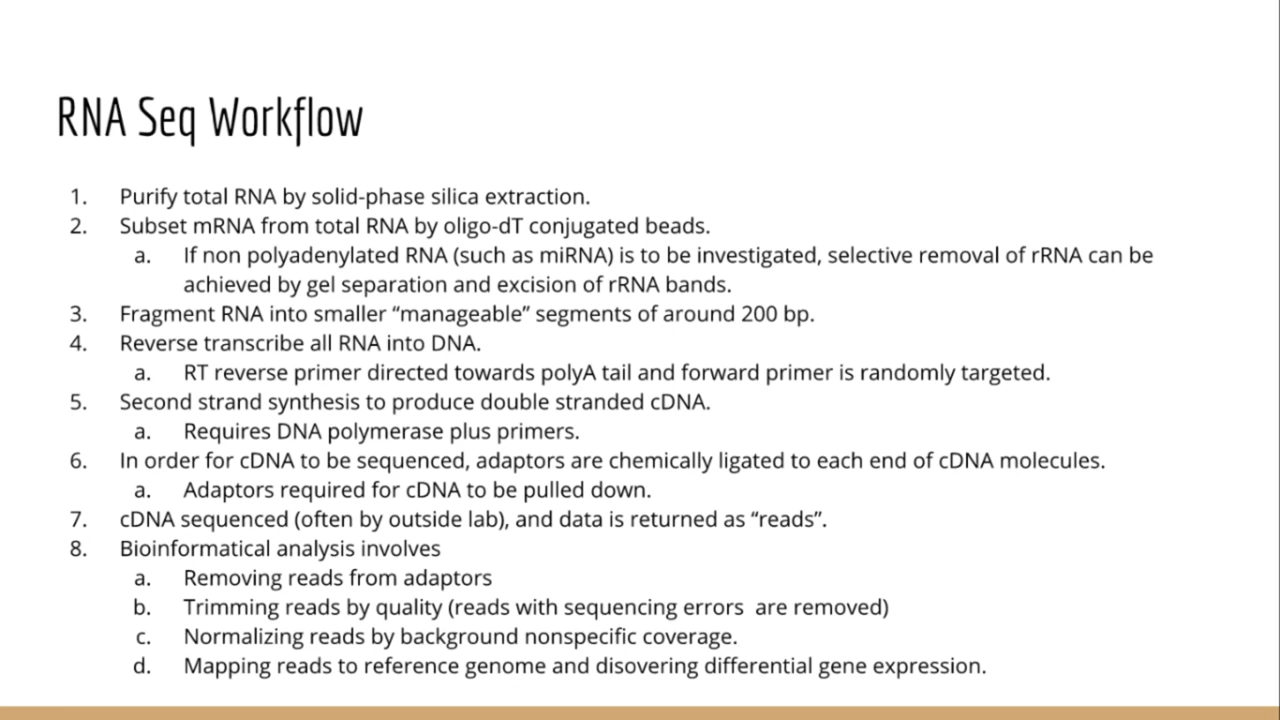 RNA Seq Workflow
1. Purify total RNA by solid-phase silica extraction.
2. Subset mRNA from total RNA by oligo-dT conjugated beads.
a. If non polyadenylated RNA (such as miRNA) is to be investigated, selective removal of rRNA can be
achieved by gel separation and excision of rRNA bands.
3. Fragment RNA into smaller “manageable” segments of around 200 bp.
4. Reverse transcribe all RNA into DNA.
a. RT reverse primer directed towards polyA tail and forward primer is randomly targeted.
5. Second strand synthesis to produce double stranded cDNA.
a. Requires DNA polymerase plus primers.
6. In order for cDNA to be sequenced, adaptors are chemically ligated to each end of cDNA molecules.
a. Adaptors required for cDNA to be pulled down.
7. cDNA sequenced (often by outside lab), and data is returned as “reads”.
8. Bioinformatical analysis involves
a. Removing reads from adaptors
b. Trimming reads by quality (reads with sequencing errors  are removed)
c. Normalizing reads by background nonspecific coverage.
d. Mapping reads to reference genome and disovering differential gene expression.